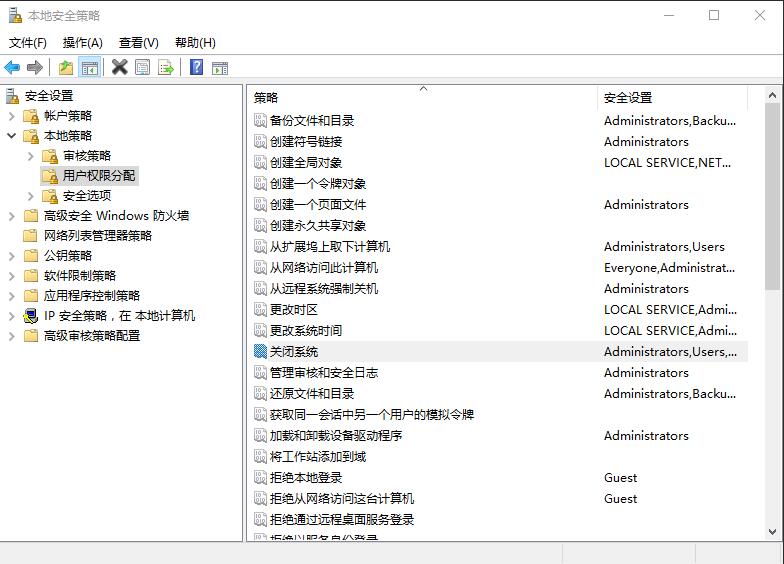 本地安全策略
文件(F) 操作(A) 查看(V) 帮助(H)
安全设置
帐户策略
本地策略
审核策略
用户权限分配
安全选项
高级安全 Windows 防火墙
网络列表管理器策略
公钥策略
软件限制策略
应用程序控制策略
IP 安全策略，在 本地计算机
高级审核策略配置
策略 安全设置
备份文件和目录 Administrators,Backu...
创建符号链接 Administrators
创建全局对象 LOCAL SERVICE,NET...
创建一个令牌对象
创建一个页面文件 Administrators
创建永久共享对象
从扩展坞上取下计算机 Administrators,Users
从网络访问此计算机 Everyone,Administrat...
从远程系统强制关机 Administrators
更改时区 LOCAL SERVICE,Admi...
更改系统时间 LOCAL SERVICE,Admi...
关闭系统 Administrators,Users,...
管理审核和安全日志 Administrators
还原文件和目录 Administrators,Backu...
获取同一会话中另一个用户的模拟令牌
加载和卸载设备驱动程序 Administrators
将工作站添加到域
拒绝本地登录 Guest
拒绝从网络访问这台计算机 Guest
拒绝通过远程桌面服务登录
拒绝以服务身份登录